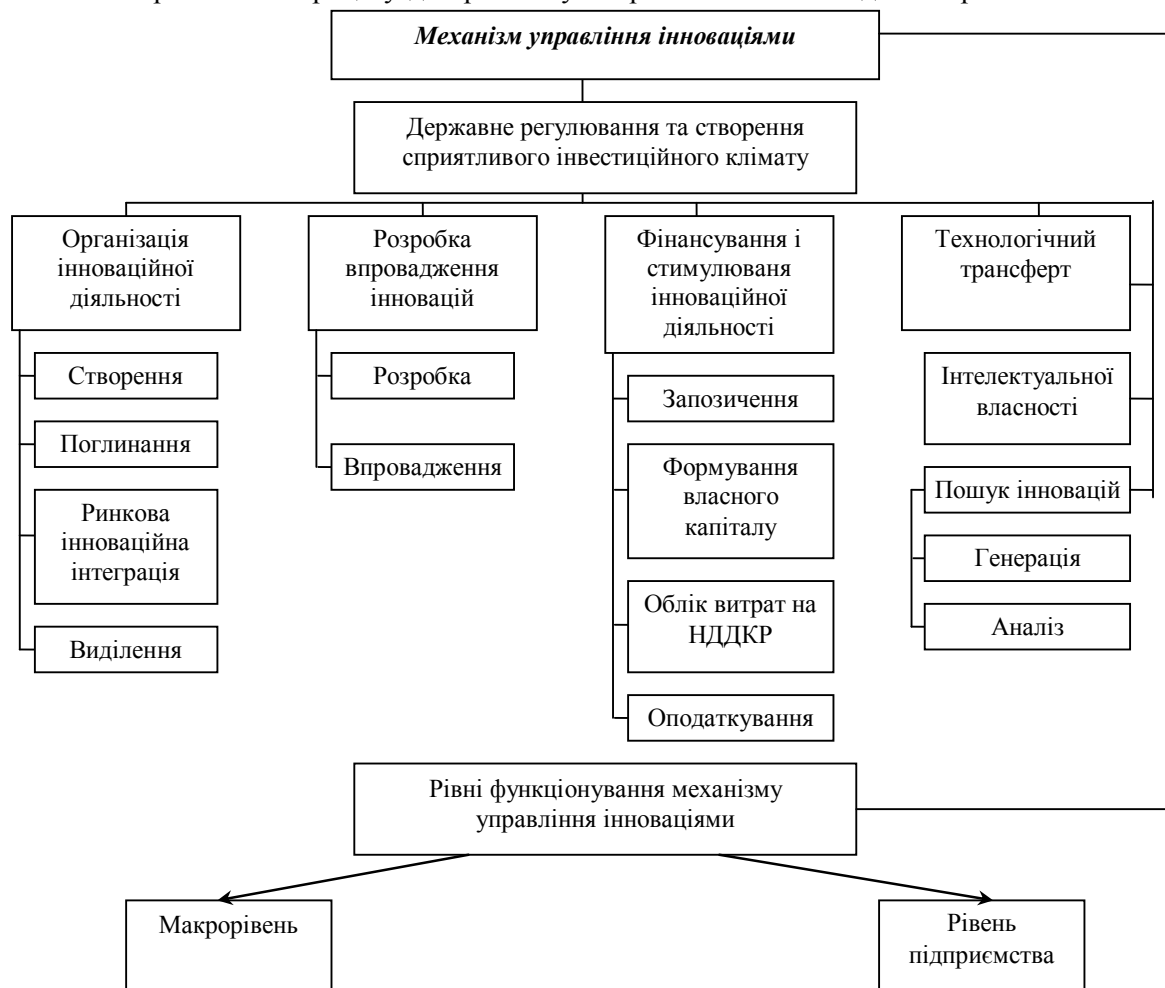 Механізм управління інноваціями
Державне регулювання та створення
сприятливого інвестиційного клімату
Організація
інноваційної
діяльності
Розробка
впровадження
інновацій
Фінансування і
стимулюваня
інноваційної
діяльності
Технологічний
трансферт
Створення
Поглинання
Ринкова
інноваційна
інтеграція
Виділення
Розробка
Впровадження
Запозичення
Формування
власного
капіталу
Облік витрат на
НДДКР
Оподаткування
Інтелектуальної
власності
Пошук інновацій
Генерація
Аналіз
Рівні функціонування механізму
управління інноваціями
Макрорівень
Рівень
підприємства